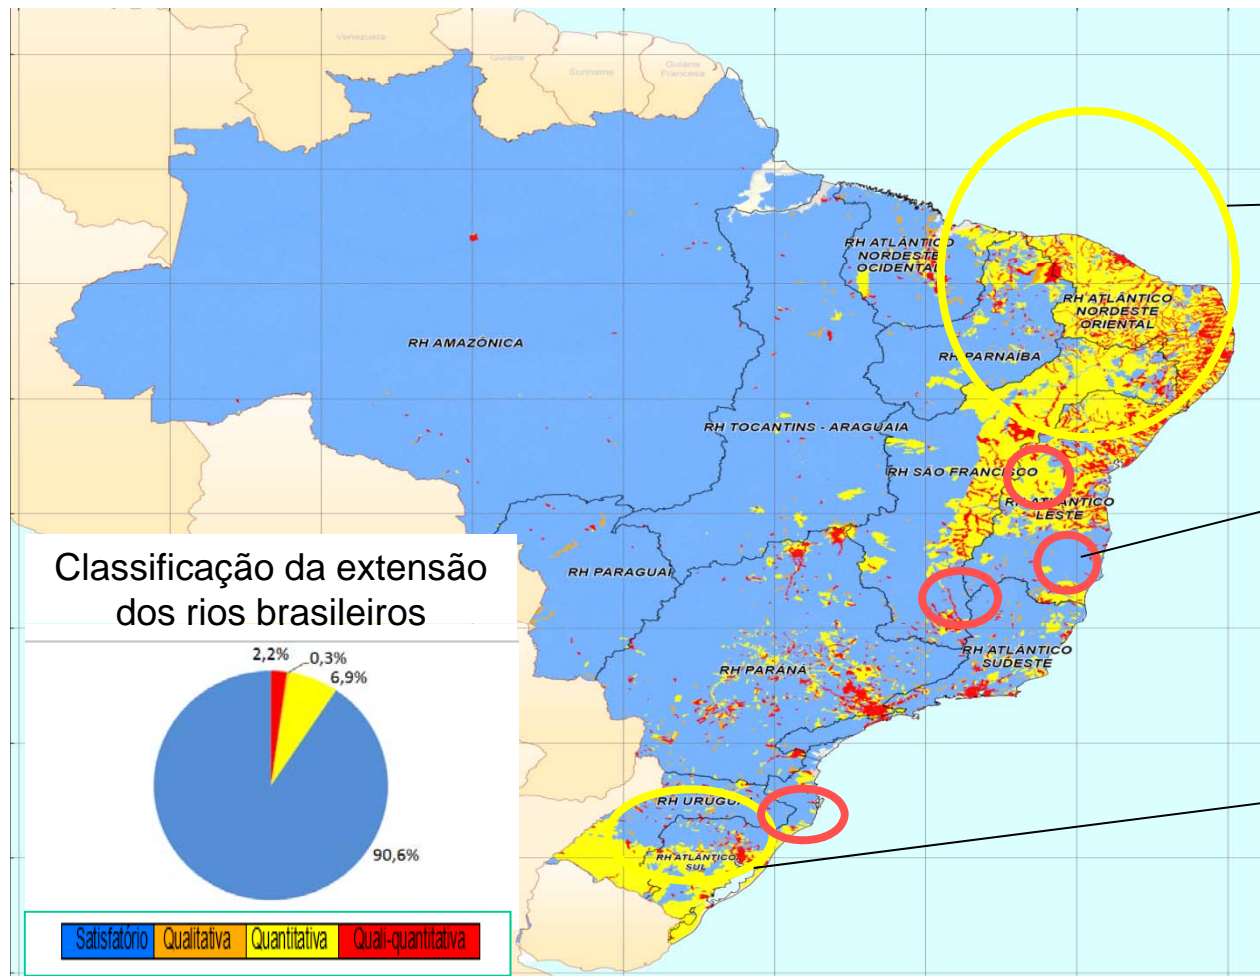 Venezuela
Guiana
Suriname
Guiana
Francesa
RH ATLÂNTICO
NORDESTE
OCIDENTAL
RH ATLÂNTICO
NORDESTE
ORIENTAL
RH AMAZÔNICA
RH PARNAÍBA
RH TOCANTINS - ARAGUAIA
RH SÃO FRANCISCO
RH ATLÂNTICO
LESTE
RH PARAGUAI
RH ATLÂNTICO
SUDESTE
RH PARANÁ
RH URUGUAI
RH ATLÂNTICO
SUL
Classificação da extensão
dos rios brasileiros
2,2%
0,3%
6,9%
90,6%
Satisfatório Qualitativa Quantitativa Quali-quantitativa